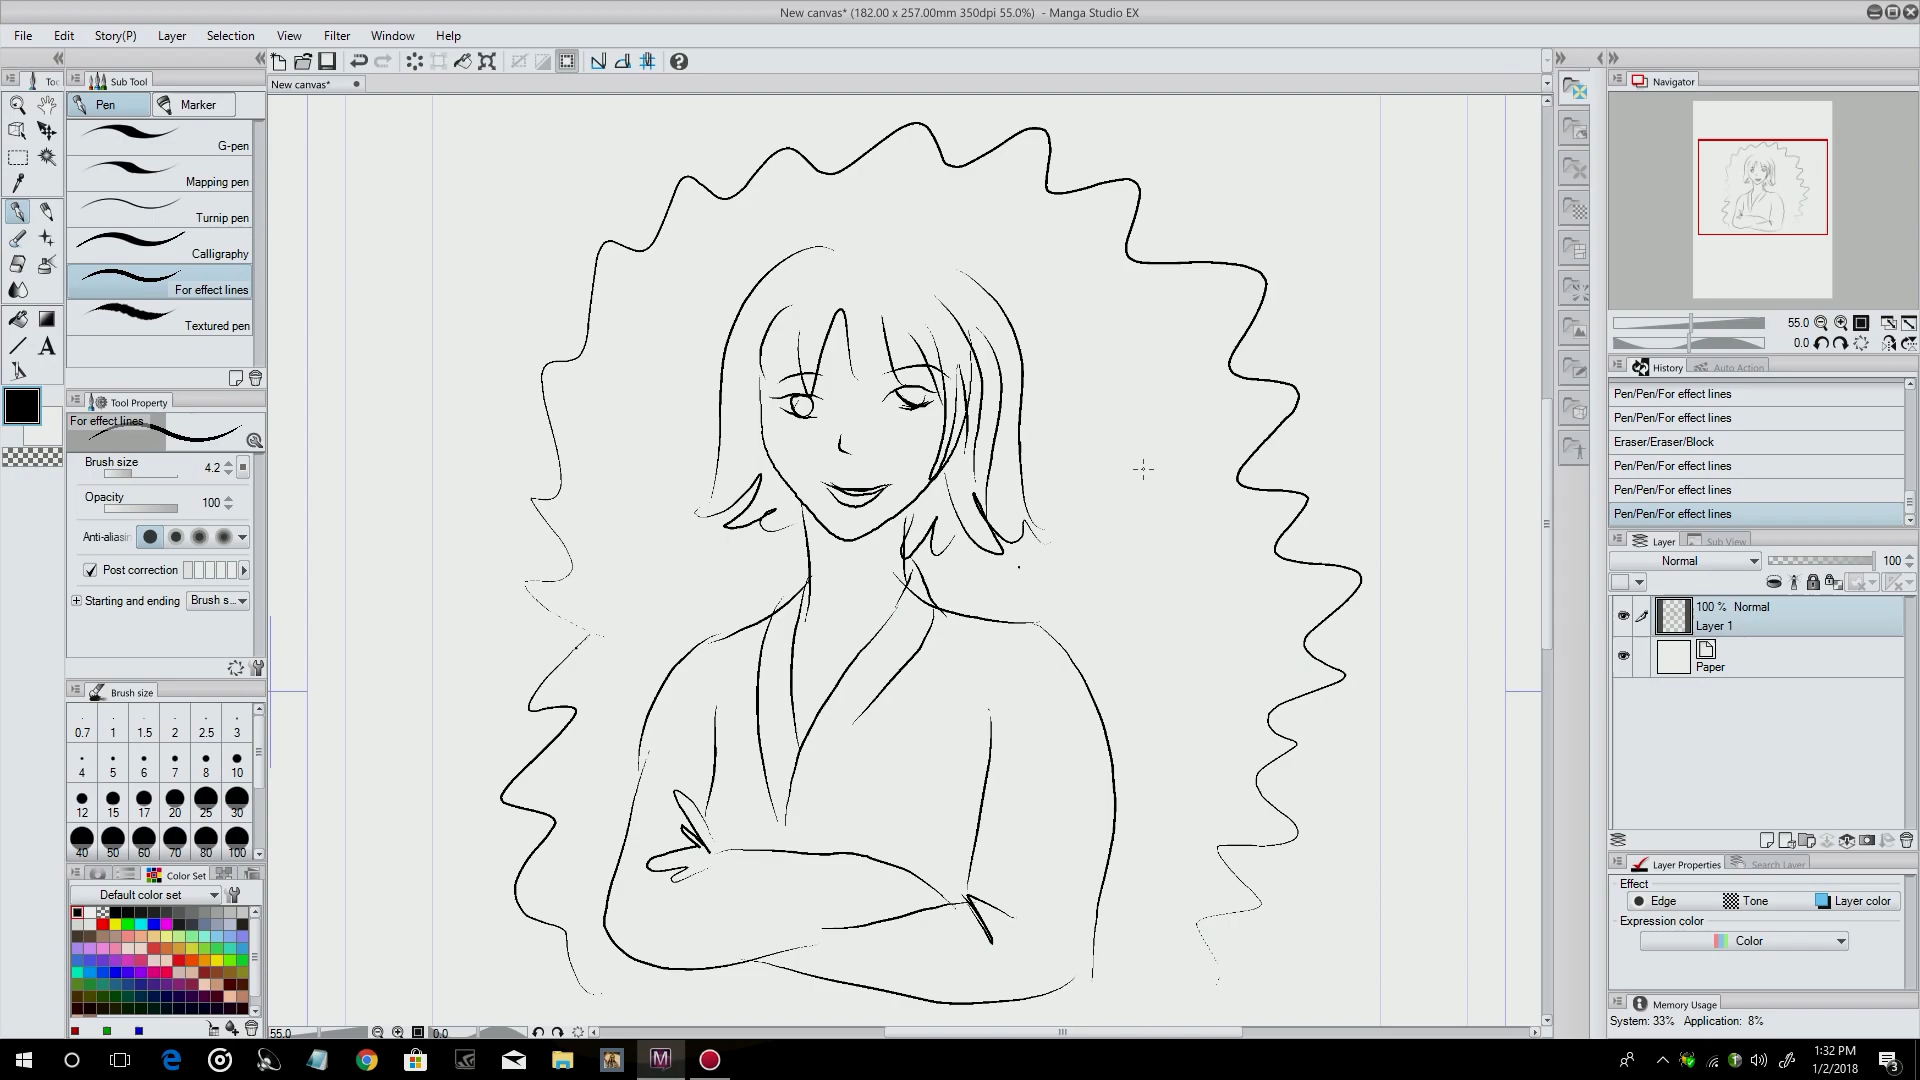 New canvas* (182.00 x 257.00mm 350dpi 55.0%) - Manga Studio EX
File Edit Story(P) Layer Selection View Filter Window Help
Sub Tool
New canvas*
Navigator
Pen Marker
G-pen
Mapping pen
Turnip pen
Calligraphy
For effect lines
Textured pen
55.0
0.0
History Auto Action
Pen/Pen/For effect lines
Pen/Pen/For effect lines
Eraser/Eraser/Block
Pen/Pen/For effect lines
Pen/Pen/For effect lines
Pen/Pen/For effect lines
Tool Property
For effect lines
Brush size 4.2
Opacity 100
Anti-aliasin
Post correction
Starting and ending Brush s...
Layer Sub View
Normal 100
100 % Normal
Layer 1
Paper
Brush size
0.7 1 1.5 2 2.5 3
4 5 6 7 8 10
12 15 17 20 25 30
40 50 60 70 80 100
Color Set
Default color set
Layer Properties Search Layer
Effect
Edge Tone Layer color
Expression color
Color
Memory Usage
System: 33% Application: 8%
55.0 0.0
1:32 PM
1/2/2018
3